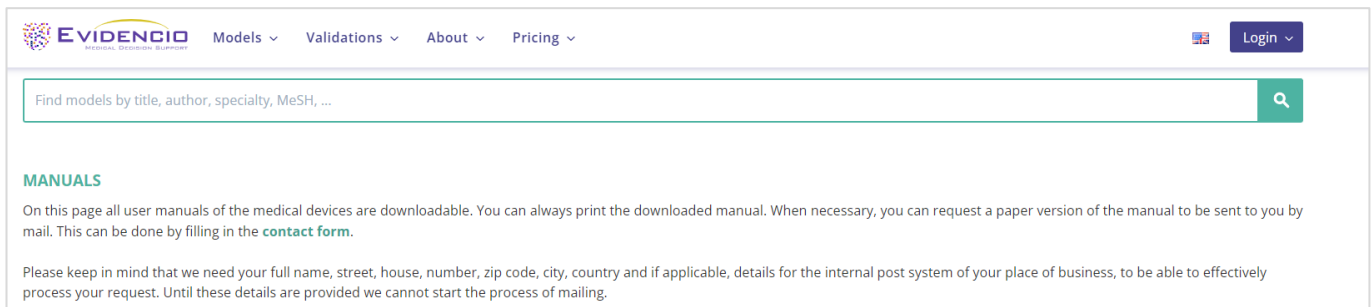 EVIDENCIO
MEDICAL DECISION SUPPORT
Models
Validations
About
Pricing
Login
Find models by title, author, specialty, MeSH, ...
MANUALS
On this page all user manuals of the medical devices are downloadable. You can always print the downloaded manual. When necessary, you can request a paper version of the manual to be sent to you by
mail. This can be done by filling in the contact form.
Please keep in mind that we need your full name, street, house, number, zip code, city, country and if applicable, details for the internal post system of your place of business, to be able to effectively
process your request. Until these details are provided we cannot start the process of mailing.